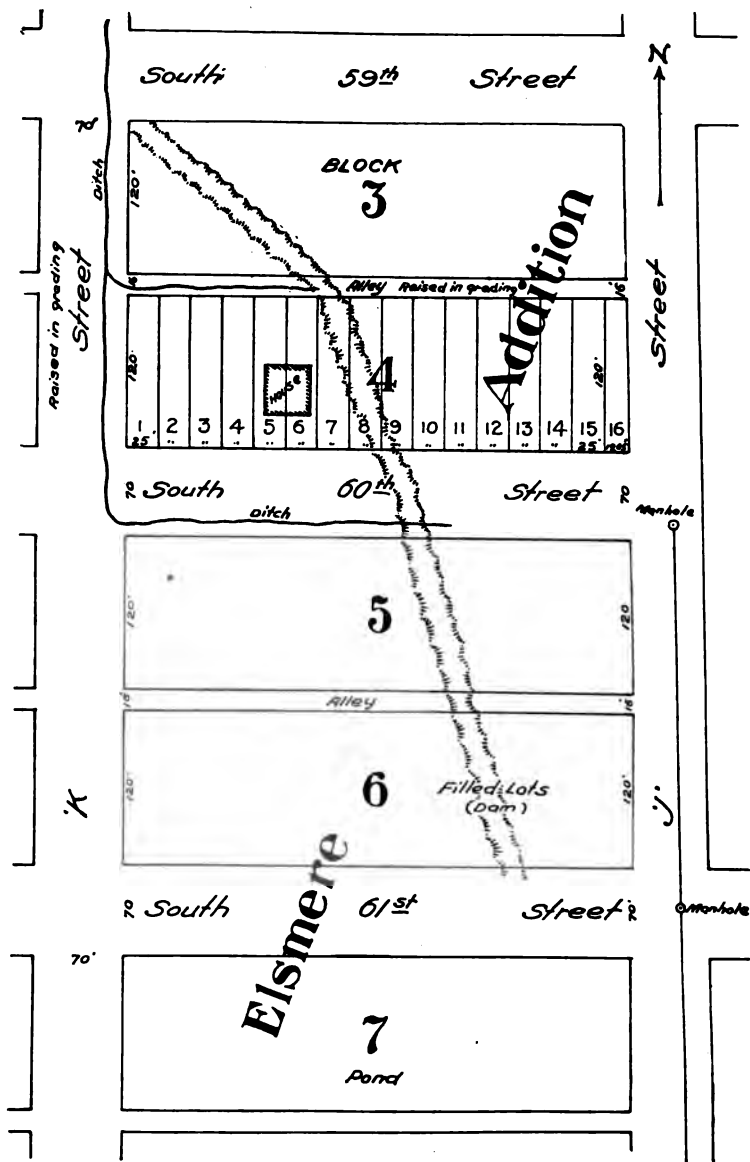 South 59th Street
N
70'
BLOCK
3
120'
Ditch
Addition
Raised in grading
Street
Street
16'
Alley Raised in grading
16'
120'
House
4
120'
1 2 3 4 5 6 7 8 9 10 11 12 13 14 15 16
25' " " " " " " " " " " " " " 25'
70 South 60th Street 70
Manhole
Ditch
120'
5
120
16'
Alley
16'
120'
6
Filled Lots
(Dam)
120'
'K'
'J'
Elsmere
70 South 61st Street 70'
Manhole
70'
7
Pond